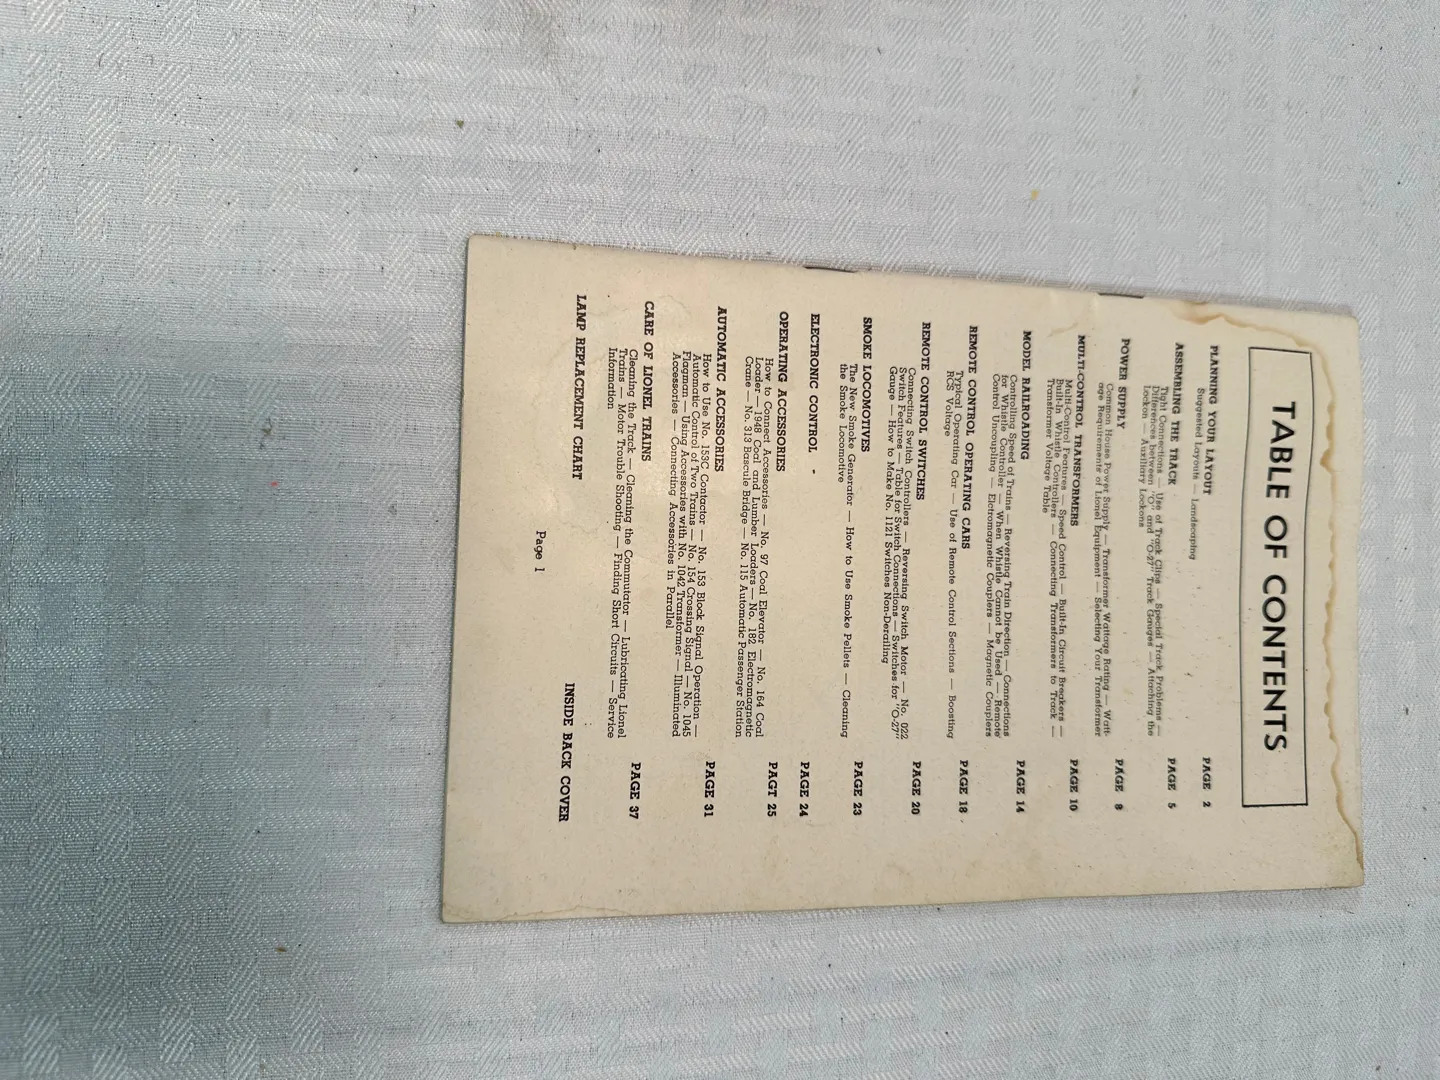 TABLE OF CONTENTS
PLANNING YOUR LAYOUT PAGE 2
Suggested Layouts — Landscaping
ASSEMBLING THE TRACK PAGE 5
Tight Connections — Use of Track Clips — Special Track Problems —
Differences between "O" and "O-27" Track Gauges — Attaching the
Lockon — Auxiliary Lockons
POWER SUPPLY PAGE 8
Common House Power Supply — Transformer Wattage Rating — Watt-
age Requirements of Lionel Equipment — Selecting Your Transformer
MULTI-CONTROL TRANSFORMERS PAGE 10
Multi-Control Features — Speed Control — Built-In Circuit Breakers —
Built-In Whistle Controllers — Connecting Transformers to Track —
Transformer Voltage Table
MODEL RAILROADING PAGE 14
Controlling Speed of Trains — Reversing Train Direction — Connections
for Whistle Controller — When Whistle Cannot be Used — Remote
Control Uncoupling — Elctromagnetic Couplers — Magnetic Couplers
REMOTE CONTROL OPERATING CARS PAGE 18
Typical Operating Car — Use of Remote Control Sections — Boosting
RCS Voltage
REMOTE CONTROL SWITCHES PAGE 20
Connecting Switch Controllers — Reversing Switch Motor — No. 022
Switch Features — Table for Switch Connections — Switches for "O-27"
Gauge — How to Make No. 1121 Switches Non-Derailing
SMOKE LOCOMOTIVES PAGE 23
The New Smoke Generator — How to Use Smoke Pellets — Cleaning
the Smoke Locomotive
ELECTRONIC CONTROL - PAGE 24
OPERATING ACCESSORIES PAGT 25
How to Connect Accessories — No. 97 Coal Elevator — No. 164 Coal
Loader — 1948 Coal and Lumber Loaders — No. 182 Electromagnetic
Crane — No. 313 Bascule Bridge — No. 115 Automatic Passenger Station
AUTOMATIC ACCESSORIES PAGE 31
How to Use No. 159C Contactor — No. 153 Block Signal Operation —
Automatic Control of Two Trains — No. 154 Crossing Signal — No. 1045
Flagman — Using Accessories with No. 1042 Transformer — Illuminated
Accessories — Connecting Accessories in Parallel
CARE OF LIONEL TRAINS PAGE 37
Cleaning the Track — Cleaning the Commutator — Lubricating Lionel
Trains — Motor Trouble Shooting — Finding Short Circuits — Service
Information
LAMP REPLACEMENT CHART INSIDE BACK COVER
Page 1